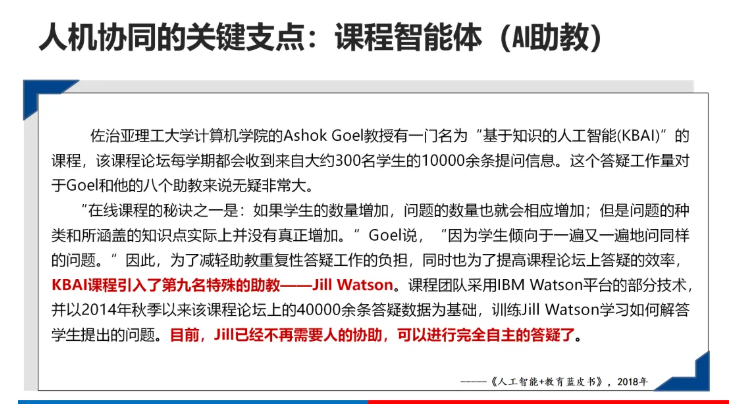 人机协同的关键支点：课程智能体（AI助教）
佐治亚理工大学计算机学院的Ashok Goel教授有一门名为“基于知识的人工智能(KBAI)”的
课程，该课程论坛每学期都会收到来自大约300名学生的10000余条提问信息。这个答疑工作量对
于Goel和他的八个助教来说无疑非常大。
“在线课程的秘诀之一是：如果学生的数量增加，问题的数量也就会相应增加；但是问题的种
类和所涵盖的知识点实际上并没有真正增加。”Goel说，“因为学生倾向于一遍又一遍地问同样
的问题。“因此，为了减轻助教重复性答疑工作的负担，同时也为了提高课程论坛上答疑的效率，
KBAI课程引入了第九名特殊的助教——Jill Watson。课程团队采用IBM Watson平台的部分技术，
并以2014年秋季以来该课程论坛上的40000余条答疑数据为基础，训练Jill Watson学习如何解答
学生提出的问题。目前，Jill已经不再需要人的协助，可以进行完全自主的答疑了。
-----《人工智能+教育蓝皮书》，2018年